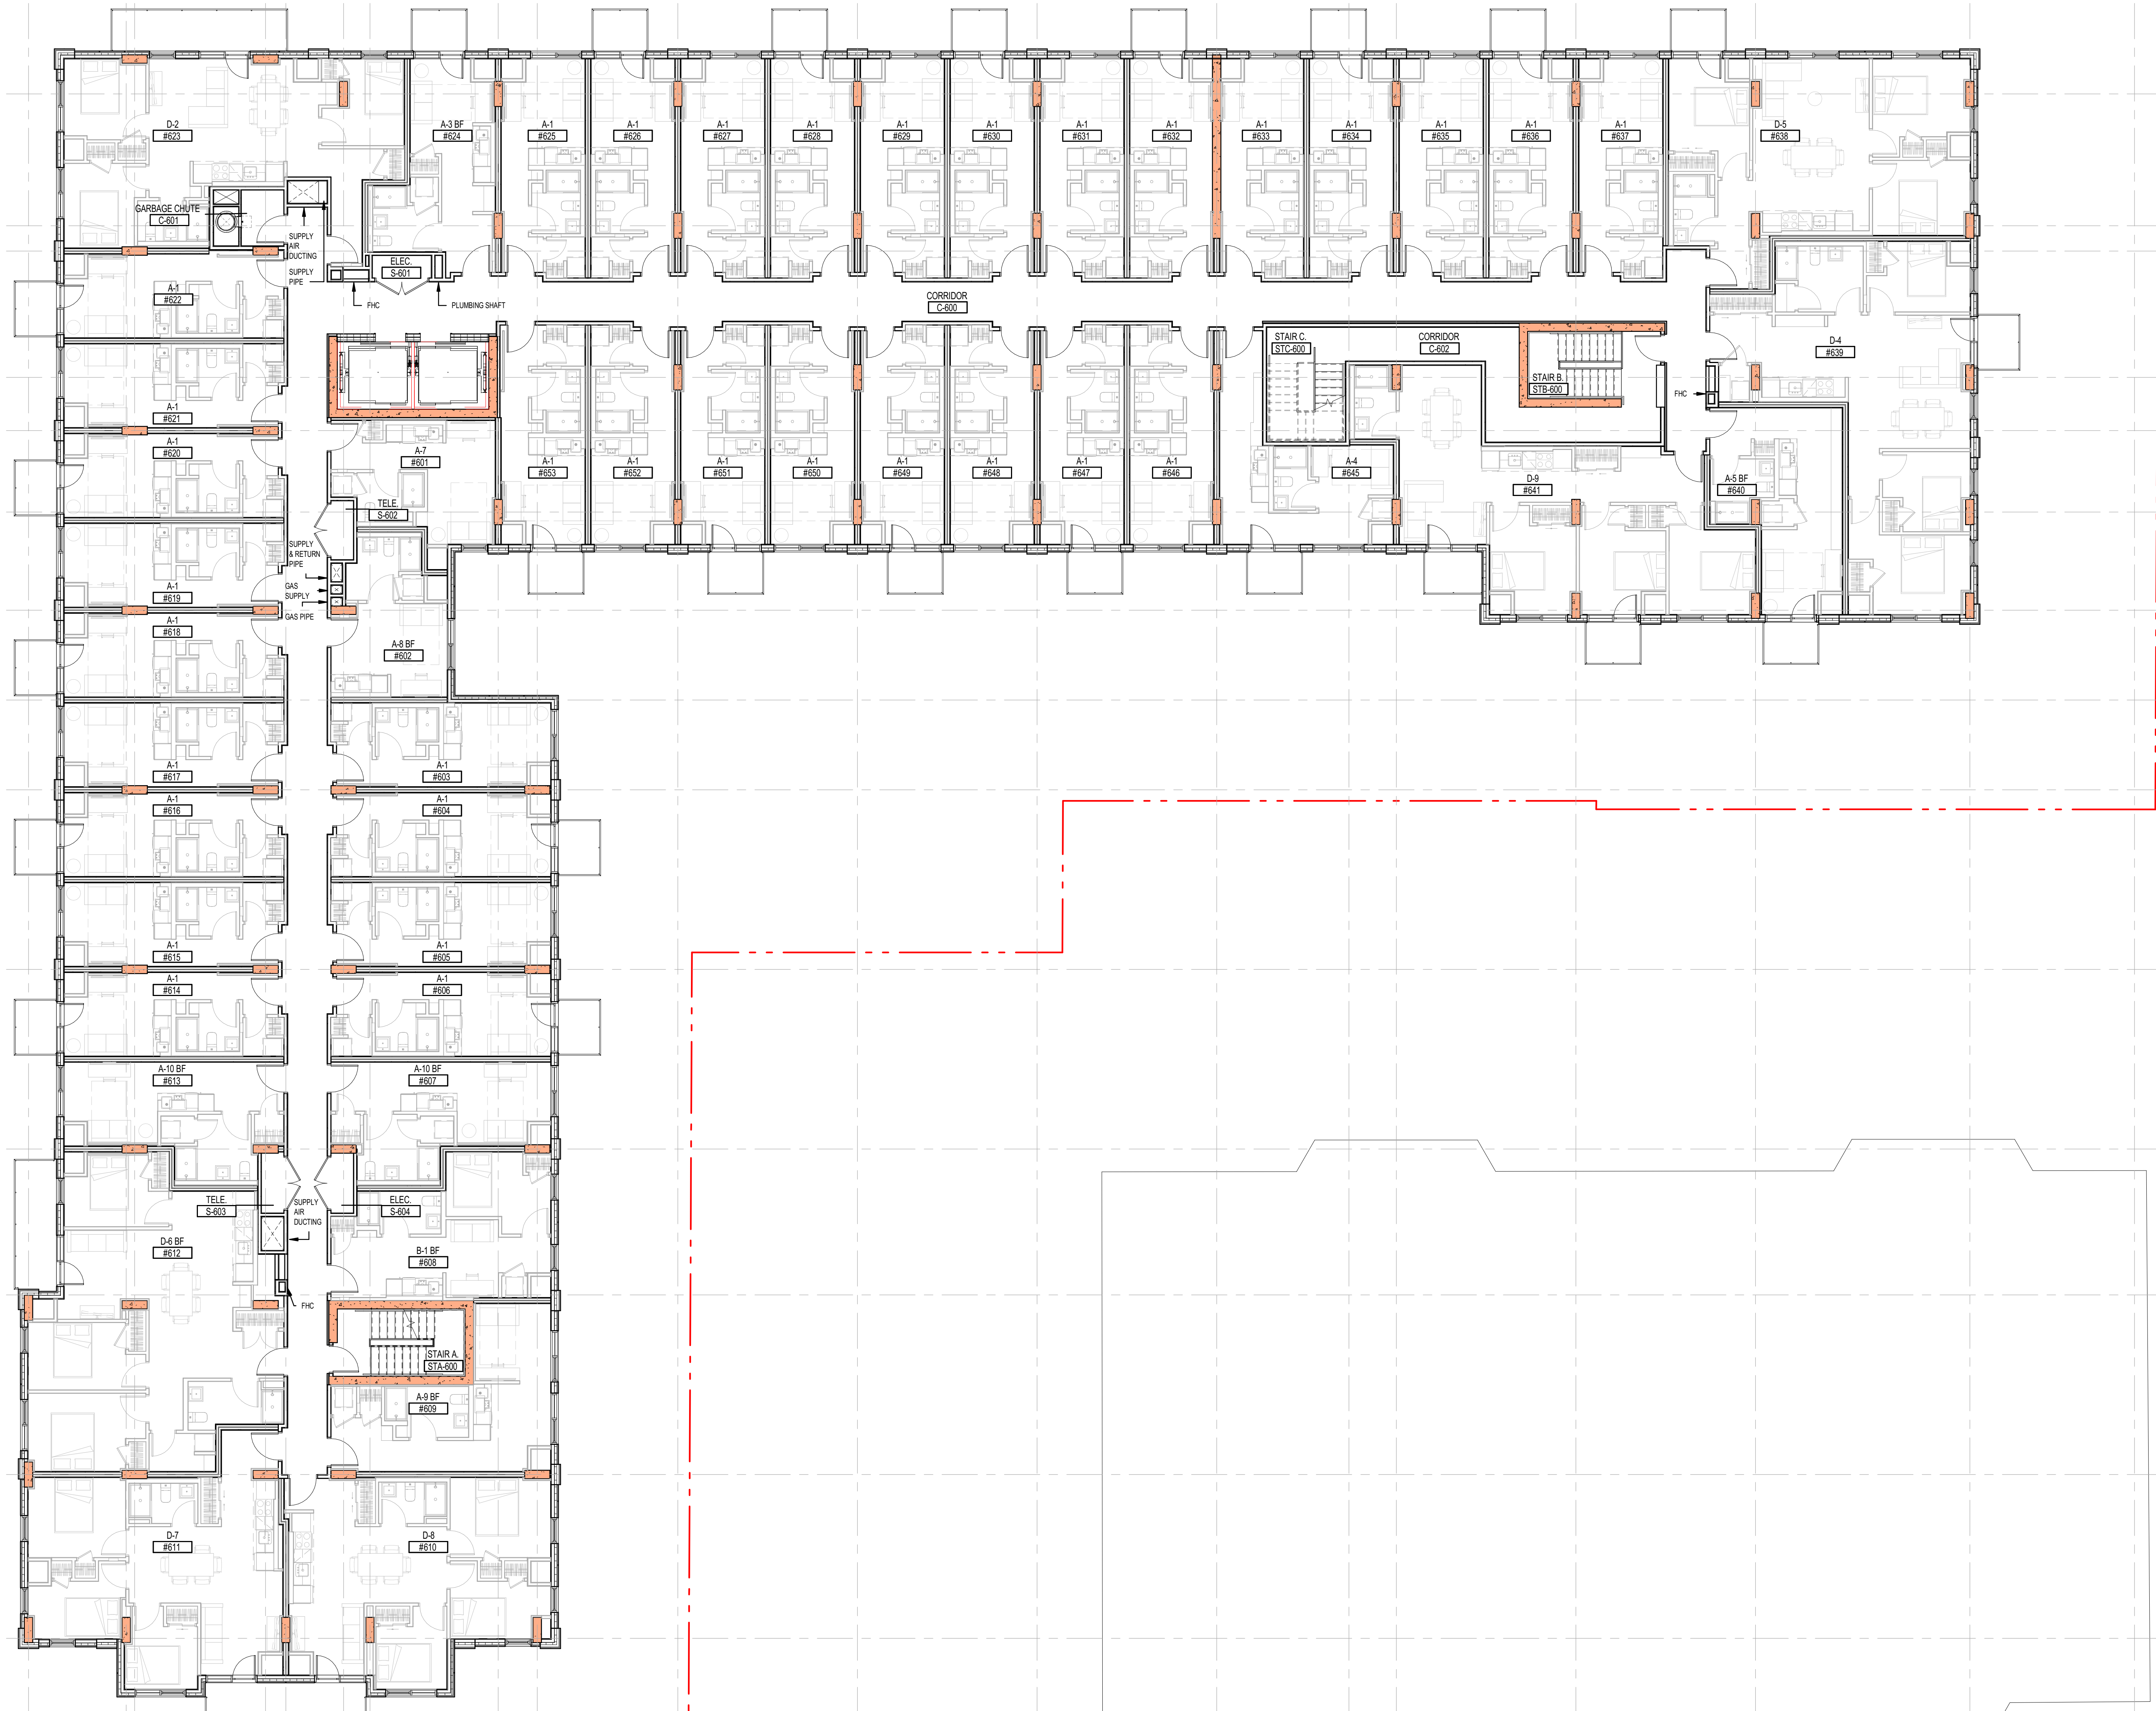 D-2
#623
A-3 BF
#624
A-1
#625
A-1
#626
A-1
#627
A-1
#628
A-1
#629
A-1
#630
A-1
#631
A-1
#632
A-1
#633
A-1
#634
A-1
#635
A-1
#636
A-1
#637
D-5
#638
GARBAGE CHUTE
C-601
SUPPLY
AIR
DUCTING
SUPPLY
PIPE
ELEC.
S-601
FHC
PLUMBING SHAFT
CORRIDOR
C-600
A-1
#622
STAIR C.
STC-600
CORRIDOR
C-602
STAIR B.
STB-600
D-4
#639
FHC
A-1
#621
A-1
#620
A-7
#601
TELE.
S-602
A-1
#653
A-1
#652
A-1
#651
A-1
#650
A-1
#649
A-1
#648
A-1
#647
A-1
#646
A-4
#645
D-9
#641
A-5 BF
#640
SUPPLY
& RETURN
PIPE
GAS
SUPPLY
GAS PIPE
A-1
#619
A-1
#618
A-8 BF
#602
A-1
#617
A-1
#603
A-1
#616
A-1
#604
A-1
#615
A-1
#605
A-1
#614
A-1
#606
A-10 BF
#613
A-10 BF
#607
TELE.
S-603
SUPPLY
AIR
DUCTING
ELEC.
S-604
D-6 BF
#612
B-1 BF
#608
FHC
STAIR A.
STA-600
A-9 BF
#609
D-7
#611
D-8
#610